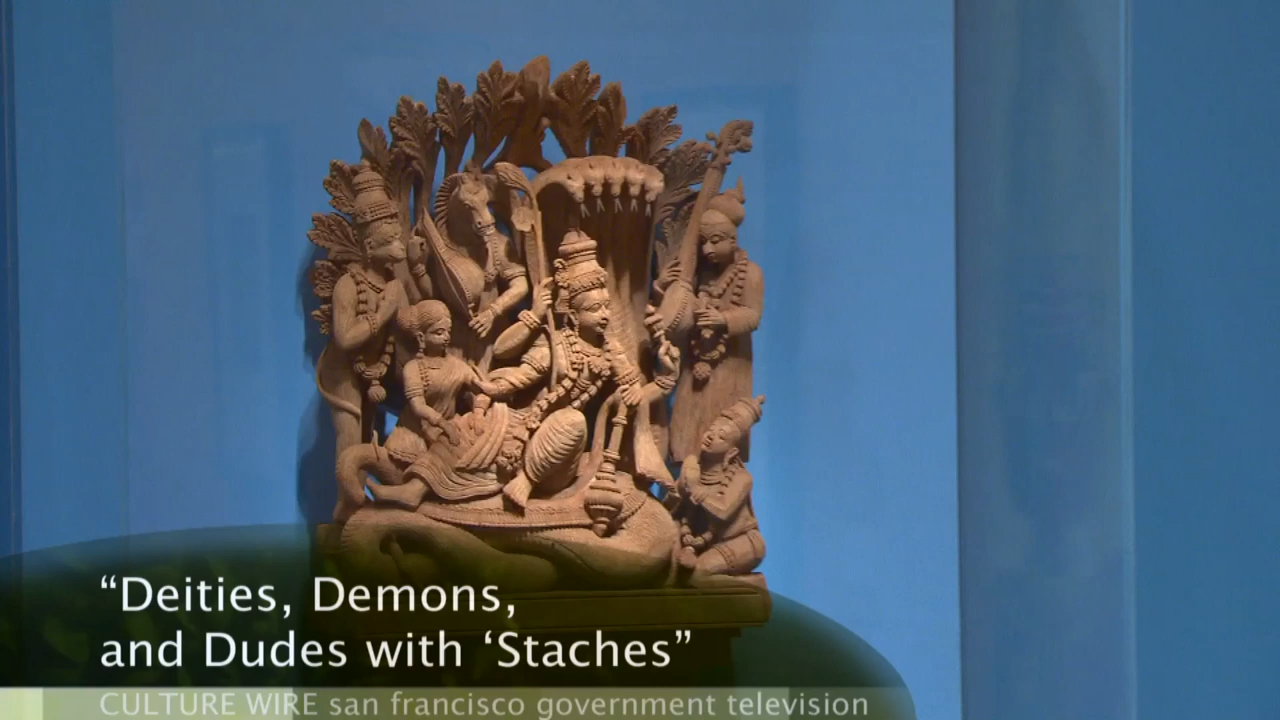 “Deities, Demons,
and Dudes with ‘Staches”
CULTURE WIRE san francisco government television